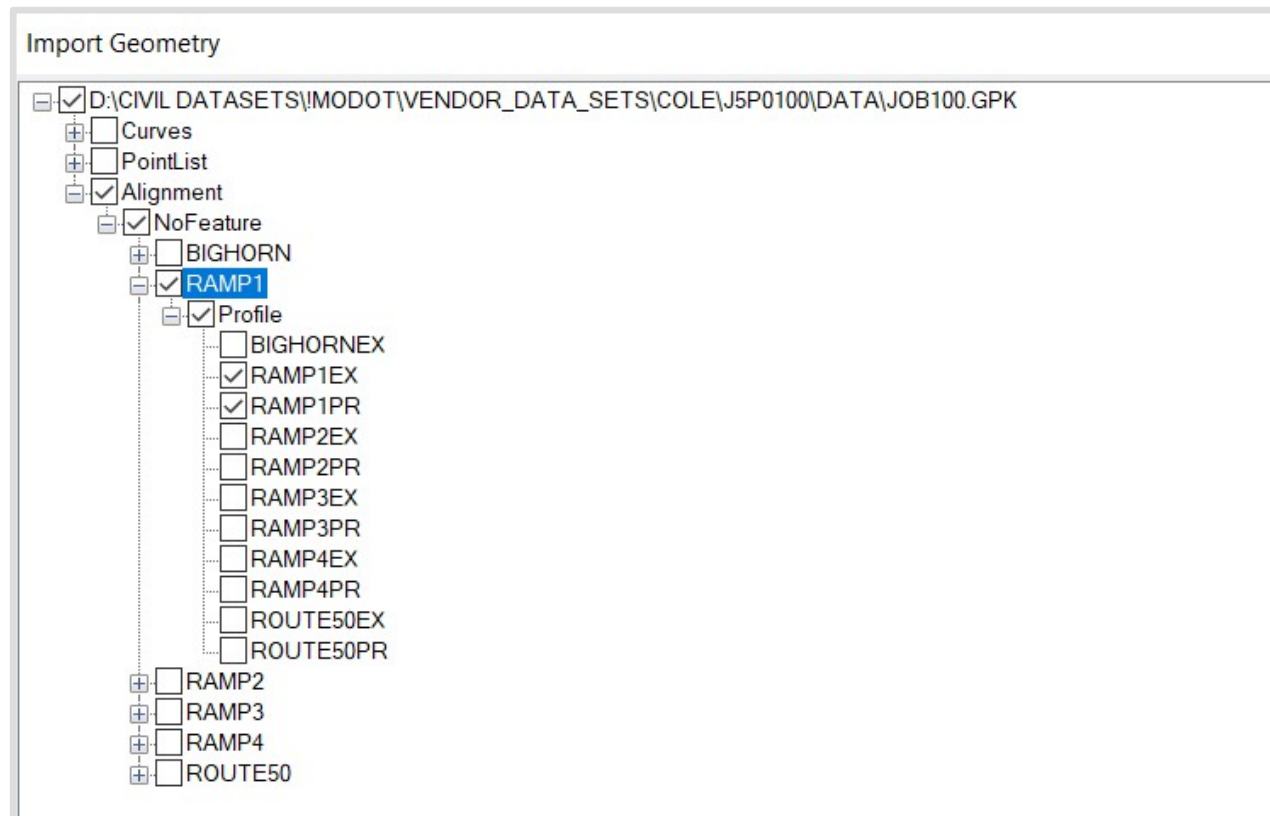 Import Geometry
D:\CIVIL DATASETS\!MODOT\VENDOR_DATA_SETS\COLE\J5P0100\DATA\JOB100.GPK
Curves
PointList
Alignment
NoFeature
BIGHORN
RAMP1
Profile
BIGHORNEX
RAMP1EX
RAMP1PR
RAMP2EX
RAMP2PR
RAMP3EX
RAMP3PR
RAMP4EX
RAMP4PR
ROUTE50EX
ROUTE50PR
RAMP2
RAMP3
RAMP4
ROUTE50